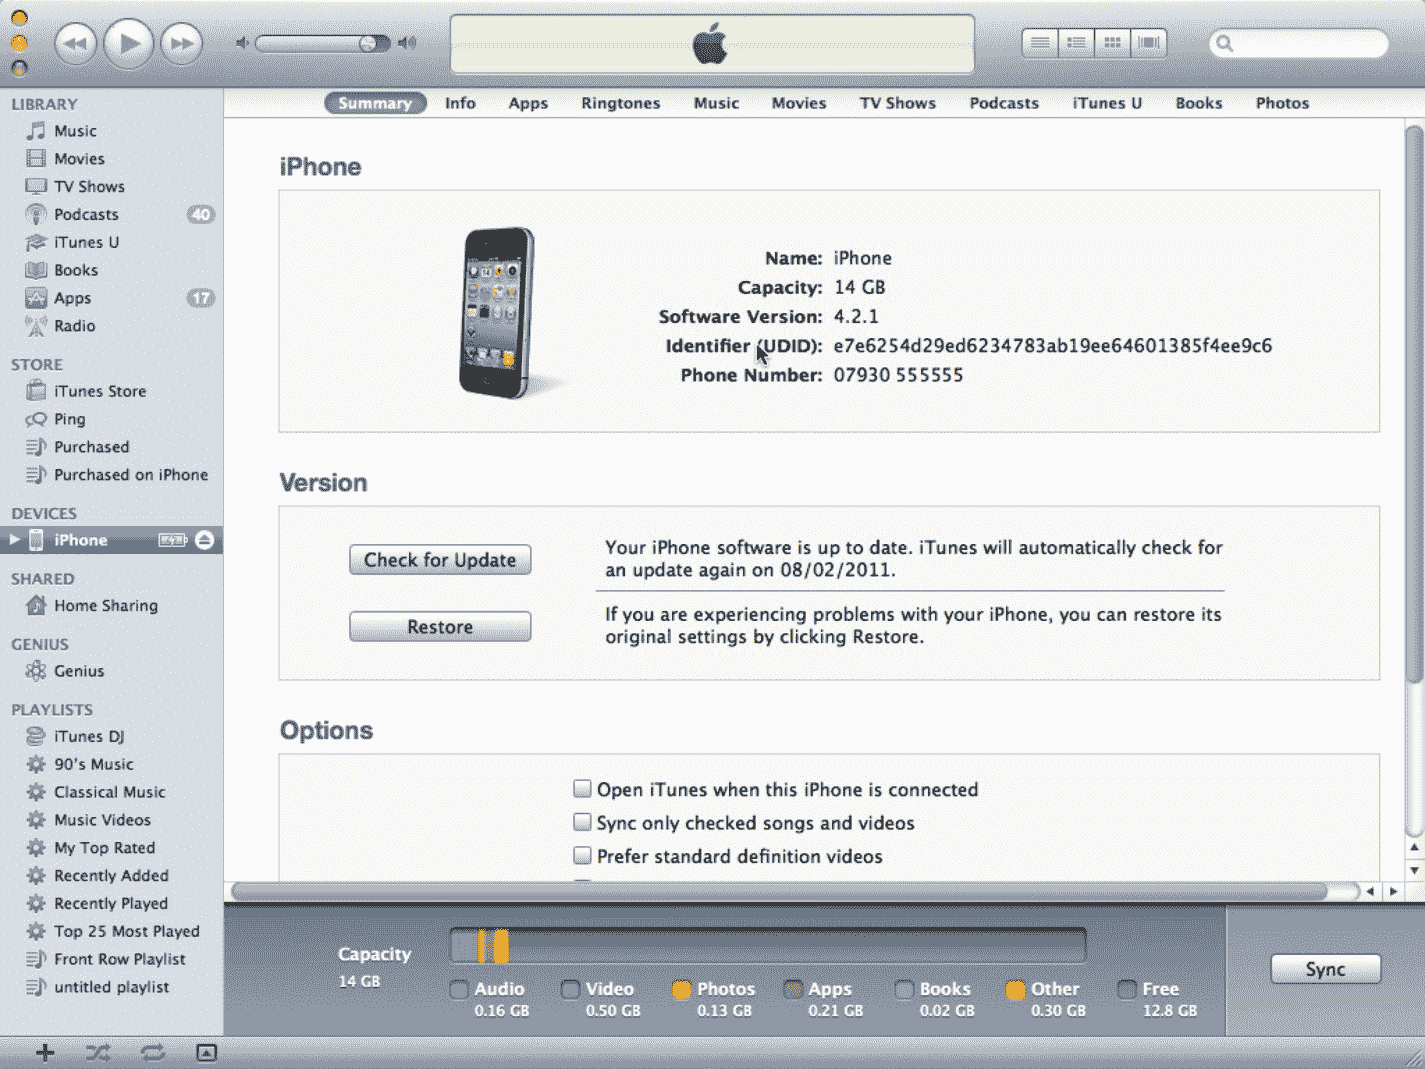 LIBRARY
Music
Movies
TV Shows
Podcasts 40
iTunes U
Books
Apps 17
Radio
STORE
iTunes Store
Ping
Purchased
Purchased on iPhone
DEVICES
iPhone
SHARED
Home Sharing
GENIUS
Genius
PLAYLISTS
iTunes DJ
90's Music
Classical Music
Music Videos
My Top Rated
Recently Added
Recently Played
Top 25 Most Played
Front Row Playlist
untitled playlist
Summary Info Apps Ringtones Music Movies TV Shows Podcasts iTunes U Books Photos
iPhone
Name: iPhone
Capacity: 14 GB
Software Version: 4.2.1
Identifier (UDID): e7e6254d29ed6234783ab19ee64601385f4ee9c6
Phone Number: 07930 555555
Version
Check for Update
Your iPhone software is up to date. iTunes will automatically check for
an update again on 08/02/2011.
Restore
If you are experiencing problems with your iPhone, you can restore its
original settings by clicking Restore.
Options
Open iTunes when this iPhone is connected
Sync only checked songs and videos
Prefer standard definition videos
Capacity
14 GB
Audio Video Photos Apps Books Other Free
0.16 GB 0.50 GB 0.13 GB 0.21 GB 0.02 GB 0.30 GB 12.8 GB
Sync